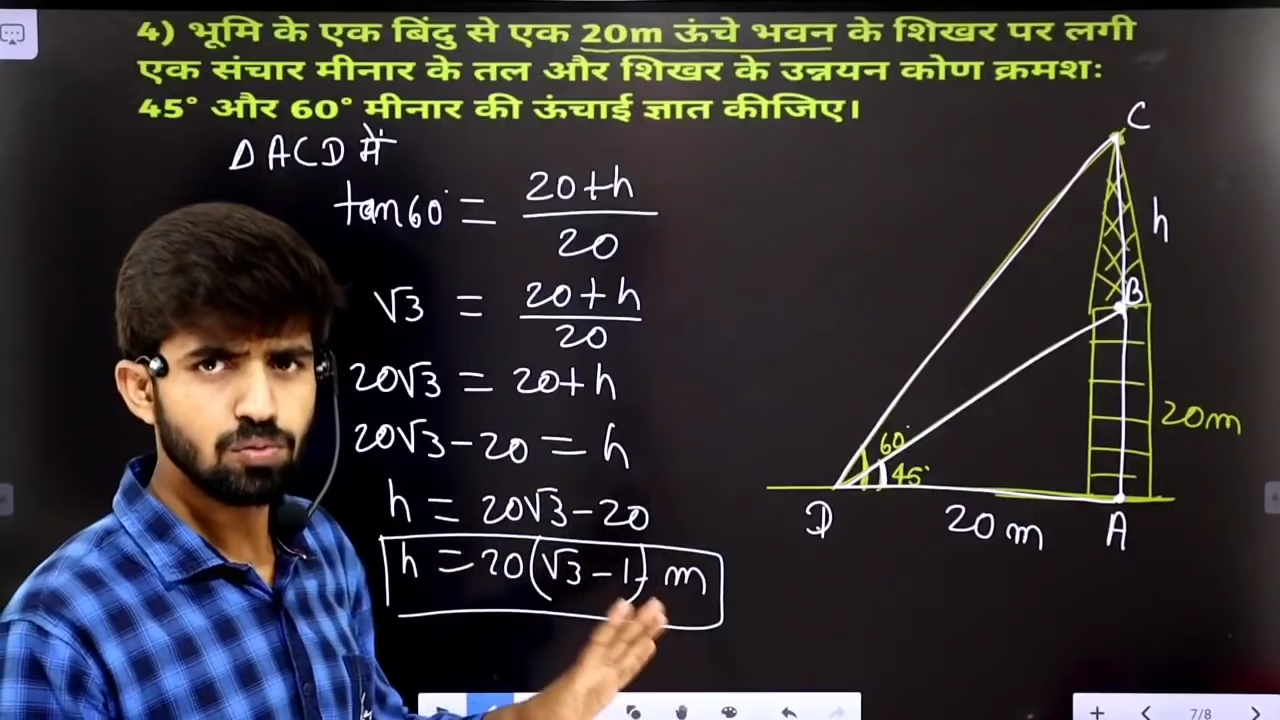 4) भूमि के एक बिंदु से एक 20m ऊंचे भवन के शिखर पर लगी
एक संचार मीनार के तल और शिखर के उन्नयन कोण क्रमशः
45° और 60° मीनार की ऊंचाई ज्ञात कीजिए।
Δ ACD में
tan60° = (20+h)/20
√3 = (20+h)/20
20√3 = 20+h
20√3-20 = h
h = 20√3-20
h = 20(√3-1) m
C
h
B
20m
60°
45°
D
20m
A
7/8